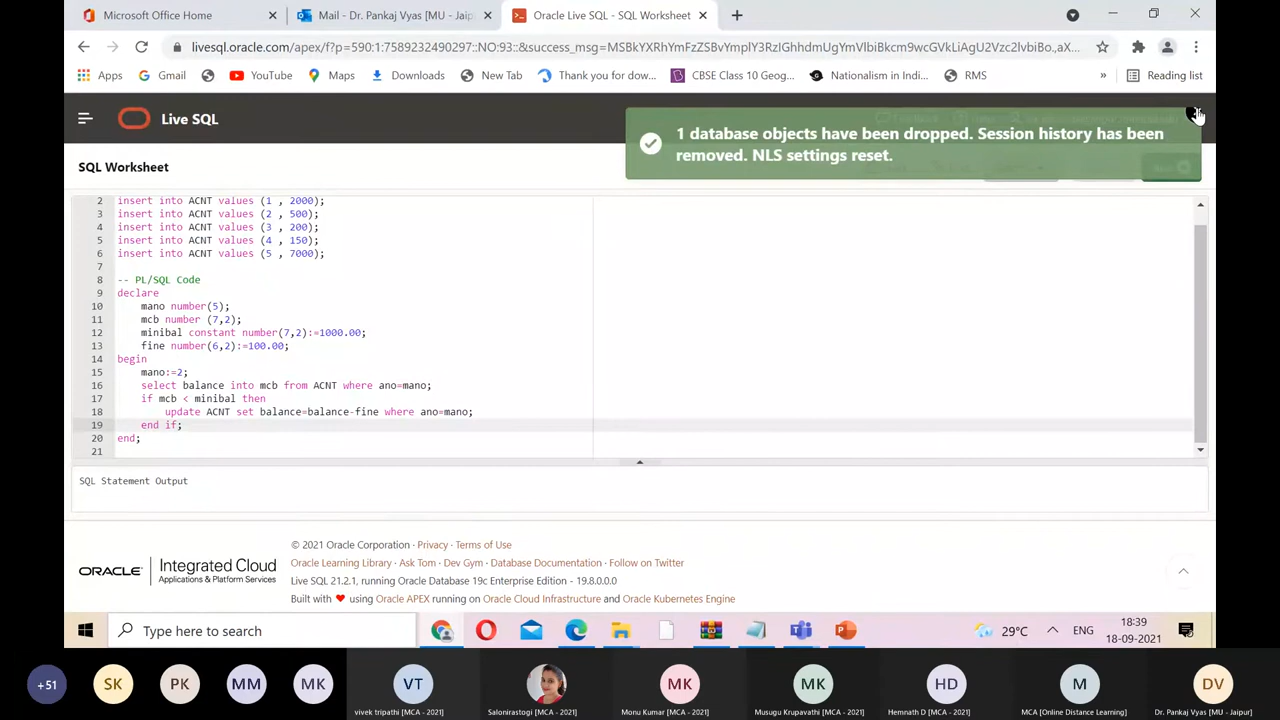 Microsoft Office Home
Mail - Dr. Pankaj Vyas [MU - Jaip
Oracle Live SQL - SQL Worksheet
livesql.oracle.com/apex/f?p=590:1:7589232490297::NO:93::&success_msg=MSBkYXRhYmFzZSBvYmplY3RzIGhhdmUgYmVlbiBkcm9wcGVkLiAgU2Vzc2lvbiBo.,aX...
Apps
Gmail
YouTube
Maps
Downloads
New Tab
Thank you for dow...
CBSE Class 10 Geog...
Nationalism in Indi...
RMS
»
Reading list
Live SQL
1 database objects have been dropped. Session history has been
removed. NLS settings reset.
SQL Worksheet
2 insert into ACNT values (1 , 2000);
3 insert into ACNT values (2 , 500);
4 insert into ACNT values (3 , 200);
5 insert into ACNT values (4 , 150);
6 insert into ACNT values (5 , 7000);
7
8 -- PL/SQL Code
9 declare
10 mano number(5);
11 mcb number (7,2);
12 minibal constant number(7,2):=1000.00;
13 fine number(6,2):=100.00;
14 begin
15 mano:=2;
16 select balance into mcb from ACNT where ano=mano;
17 if mcb < minibal then
18 update ACNT set balance=balance-fine where ano=mano;
19 end if;
20 end;
21
SQL Statement Output
ORACLE
Integrated Cloud
Applications & Platform Services
© 2021 Oracle Corporation · Privacy · Terms of Use
Oracle Learning Library · Ask Tom · Dev Gym · Database Documentation · Follow on Twitter
Live SQL 21.2.1, running Oracle Database 19c Enterprise Edition - 19.8.0.0.0
Built with ❤ using Oracle APEX running on Oracle Cloud Infrastructure and Oracle Kubernetes Engine
Type here to search
29°C
ENG
18:39
18-09-2021
+51
SK
PK
MM
MK
VT
MK
MK
HD
M
DV
vivek tripathi [MCA - 2021]
Salonirastogi [MCA - 2021]
Monu Kumar [MCA - 2021]
Musugu Krupavathi [MCA - 2021]
Hemnath D [MCA - 2021]
MCA [Online Distance Learning]
Dr. Pankaj Vyas [MU - Jaipur]